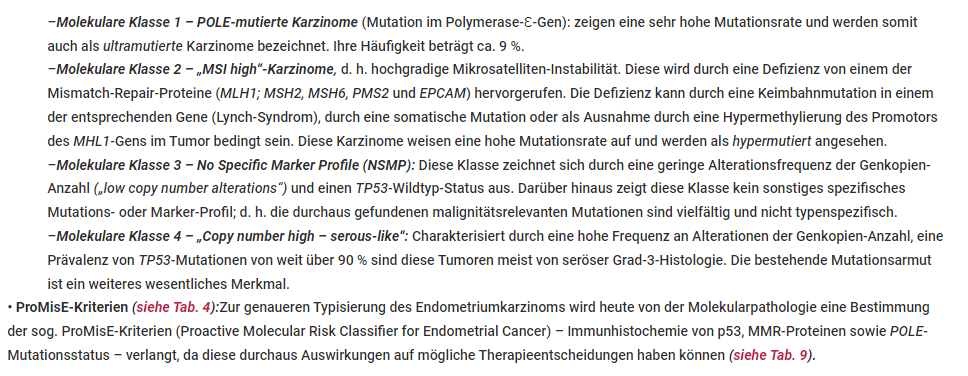 –Molekulare Klasse 1 – POLE-mutierte Karzinome (Mutation im Polymerase-Ɛ-Gen): zeigen eine sehr hohe Mutationsrate und werden somit
auch als ultramutierte Karzinome bezeichnet. Ihre Häufigkeit beträgt ca. 9 %.
–Molekulare Klasse 2 – „MSI high“-Karzinome, d. h. hochgradige Mikrosatelliten-Instabilität. Diese wird durch eine Defizienz von einem der
Mismatch-Repair-Proteine (MLH1; MSH2, MSH6, PMS2 und EPCAM) hervorgerufen. Die Defizienz kann durch eine Keimbahnmutation in einem
der entsprechenden Gene (Lynch-Syndrom), durch eine somatische Mutation oder als Ausnahme durch eine Hypermethylierung des Promotors
des MHL1-Gens im Tumor bedingt sein. Diese Karzinome weisen eine hohe Mutationsrate auf und werden als hypermutiert angesehen.
–Molekulare Klasse 3 – No Specific Marker Profile (NSMP): Diese Klasse zeichnet sich durch eine geringe Alterationsfrequenz der Genkopien-
Anzahl („low copy number alterations“) und einen TP53-Wildtyp-Status aus. Darüber hinaus zeigt diese Klasse kein sonstiges spezifisches
Mutations- oder Marker-Profil; d. h. die durchaus gefundenen malignitätsrelevanten Mutationen sind vielfältig und nicht typenspezifisch.
–Molekulare Klasse 4 – „Copy number high – serous-like“: Charakterisiert durch eine hohe Frequenz an Alterationen der Genkopien-Anzahl, eine
Prävalenz von TP53-Mutationen von weit über 90 % sind diese Tumoren meist von seröser Grad-3-Histologie. Die bestehende Mutationsarmut
ist ein weiteres wesentliches Merkmal.
• ProMisE-Kriterien (siehe Tab. 4):Zur genaueren Typisierung des Endometriumkarzinoms wird heute von der Molekularpathologie eine Bestimmung
der sog. ProMisE-Kriterien (Proactive Molecular Risk Classifier for Endometrial Cancer) – Immunhistochemie von p53, MMR-Proteinen sowie POLE-
Mutationsstatus – verlangt, da diese durchaus Auswirkungen auf mögliche Therapieentscheidungen haben können (siehe Tab. 9).